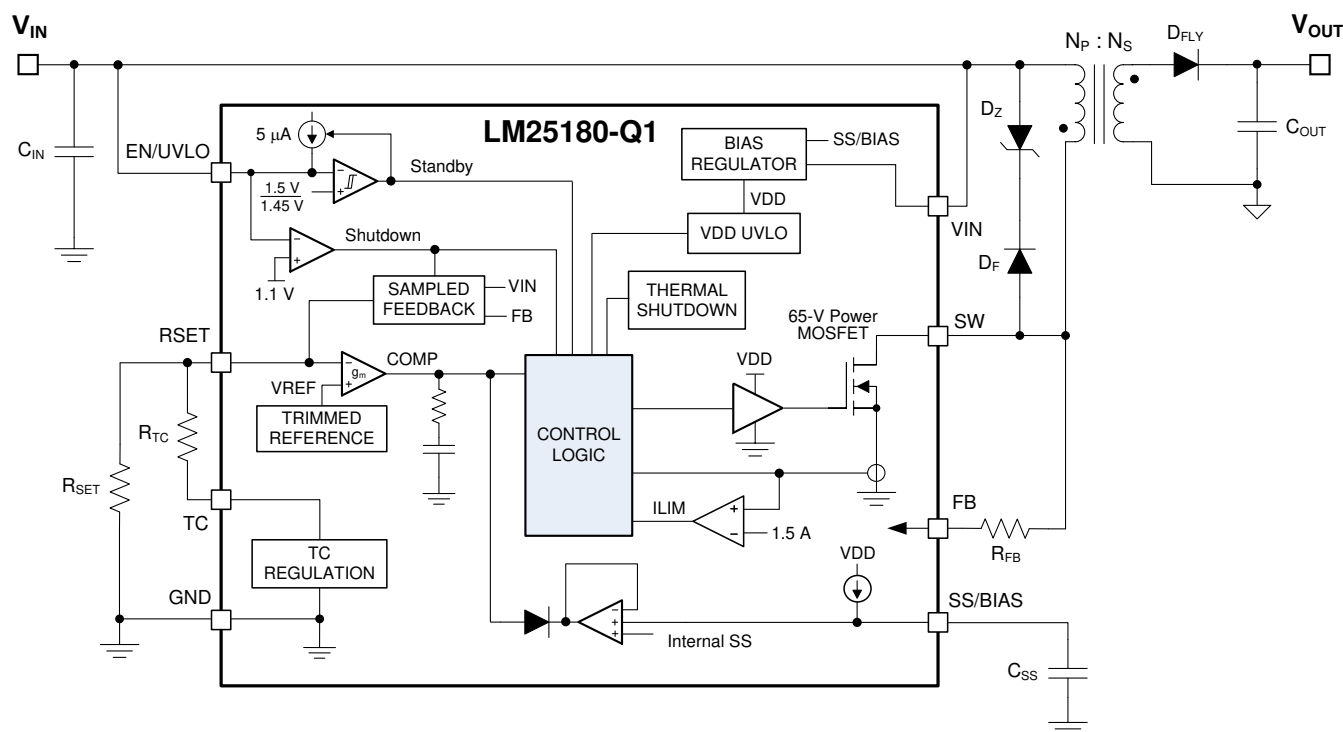 VIN
VOUT
NP : NS
DFLY
DZ
COUT
CIN
EN/UVLO
5 μA
LM25180-Q1
BIAS
REGULATOR
SS/BIAS
Standby
1.5 V
1.45 V
VDD
VIN
VDD UVLO
Shutdown
1.1 V
SAMPLED
FEEDBACK
VIN
FB
THERMAL
SHUTDOWN
DF
65-V Power
MOSFET
SW
RSET
COMP
gm
VREF
TRIMMED
REFERENCE
VDD
CONTROL
LOGIC
RTC
RSET
TC
ILIM
1.5 A
FB
RFB
TC
REGULATION
VDD
GND
SS/BIAS
Internal SS
CSS